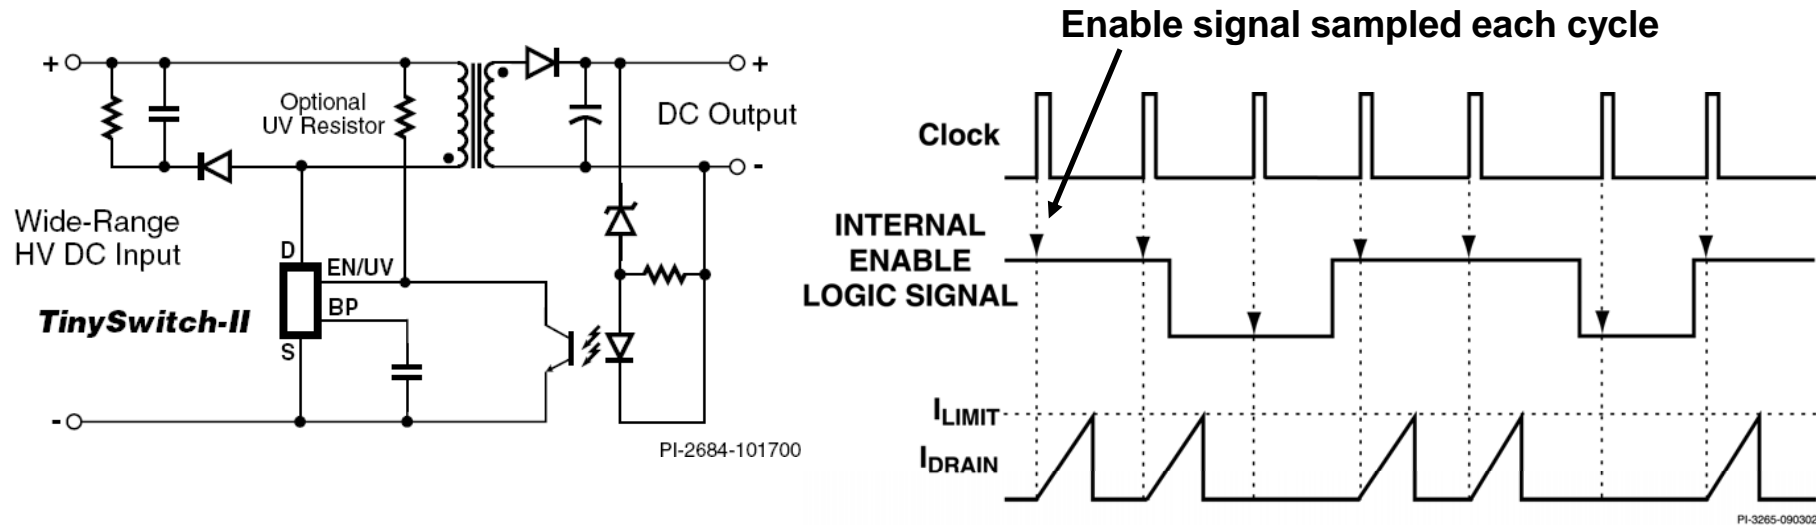 Enable signal sampled each cycle
+
+
Optional
UV Resistor
DC Output
-
Wide-Range
HV DC Input
D
EN/UV
BP
TinySwitch-II
S
-
PI-2684-101700
Clock
INTERNAL
ENABLE
LOGIC SIGNAL
ILIMIT
IDRAIN
PI-3265-090302